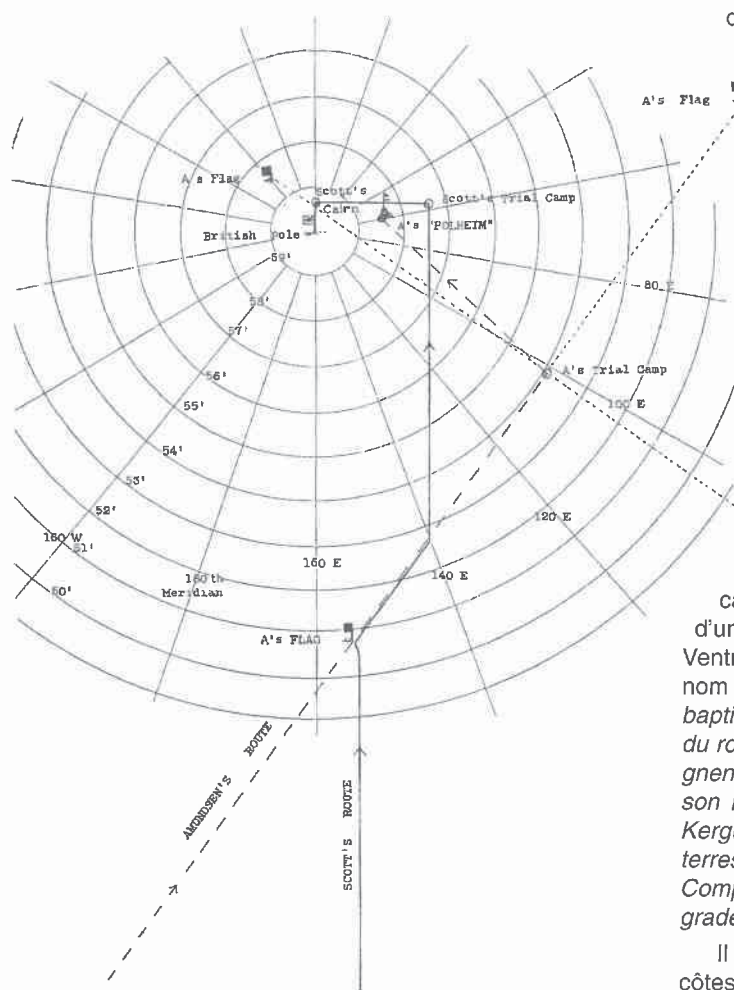 A's Flag
A's Flag
Scott's
Cairn
Scott's Trial Camp
British Pole
A's "POLHEIM"
59'
58'
57'
56'
55'
54'
53'
52'
51'
50'
80 E
A's Trial Camp
100 E
120 E
140 E
160 E
160 W
180th
Meridian
A's FLAG
AMUNDSEN'S ROUTE
SCOTT'S ROUTE
ca
d'un
Ventr
nom
bapti
du ro
gnen
son
Kergu
terres
Comp
grade
Il
côtes